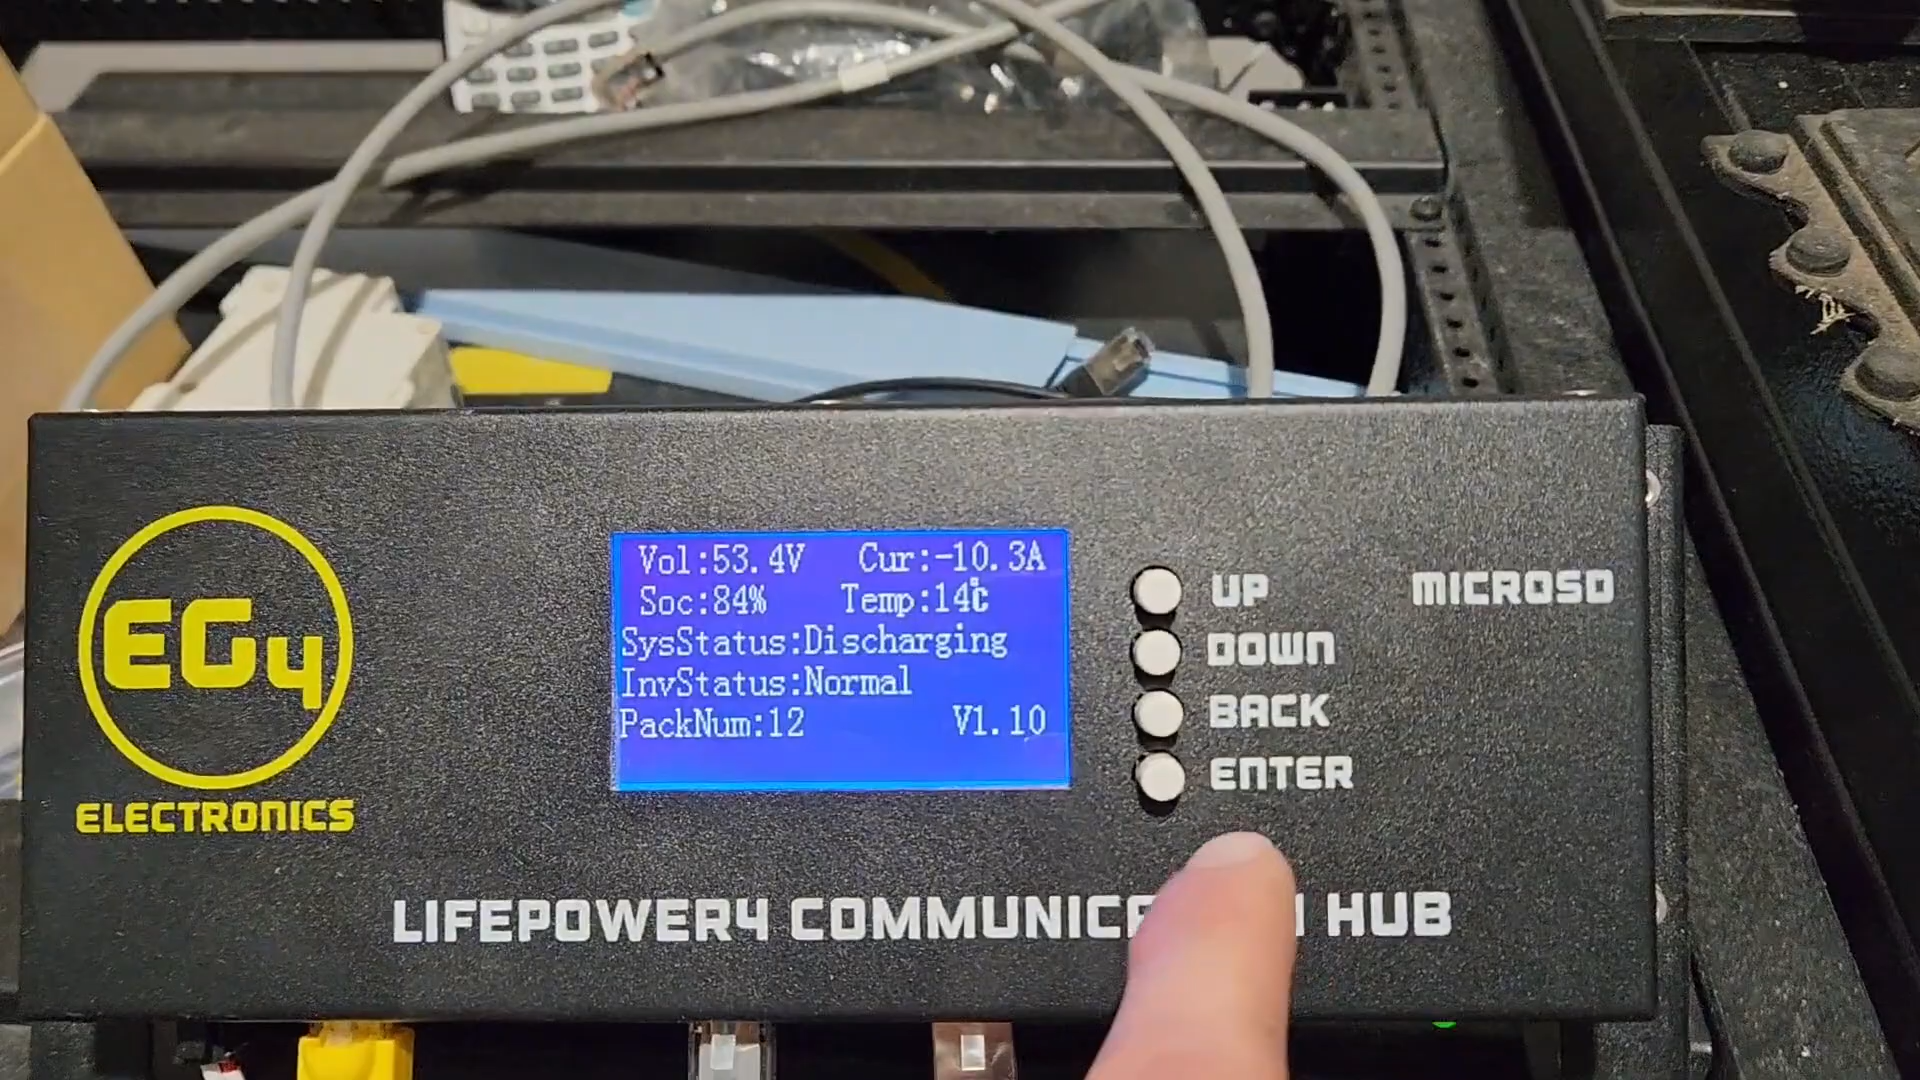 EG4
ELECTRONICS
Vol:53.4V Cur:-10.3A
Soc:84% Temp:14℃
SysStatus:Discharging
InvStatus:Normal
PackNum:12 V1.10
UP
DOWN
BACK
ENTER
MICROSD
LIFEPOWER4 HUB